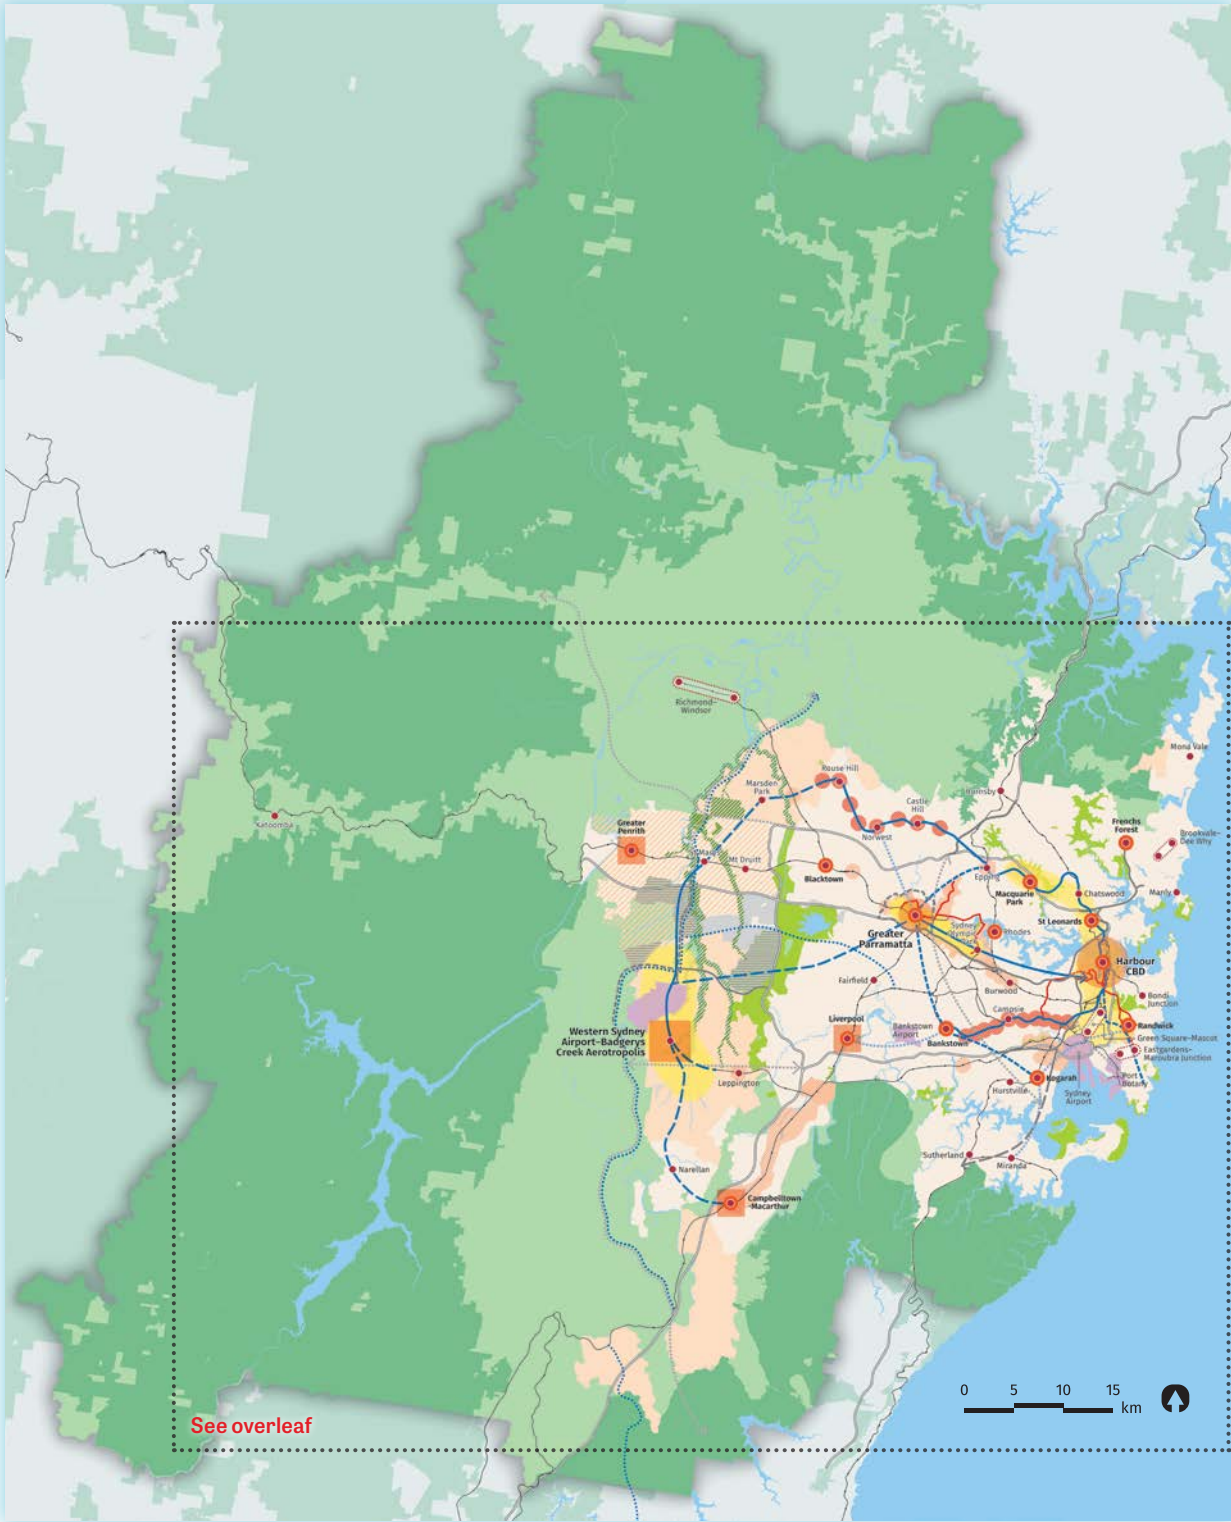 Richmond–
Windsor
Mona Vale
Rouse Hill
Marsden
Park
Hornsby
Castle
Hill
Katoomba
Greater
Penrith
Norwest
Frenchs
Forest
Brookvale–
Dee Why
Mt Druitt
Blacktown
Epping
Macquarie
Park
Chatswood
Manly
St Leonards
Greater
Parramatta
Sydney
Olympic
Park
Rhodes
Harbour
CBD
Fairfield
Burwood
Bondi
Junction
Western Sydney
Airport–Badgerys
Creek Aerotropolis
Liverpool
Bankstown
Airport
Bankstown
Campsie
Randwick
Green Square–Mascot
Eastgardens–
Maroubra Junction
Leppington
Kogarah
Hurstville
Port
Botany
Sydney
Airport
Narellan
Sutherland
Miranda
Campbelltown
–Macarthur
0 5 10 15
km
See overleaf